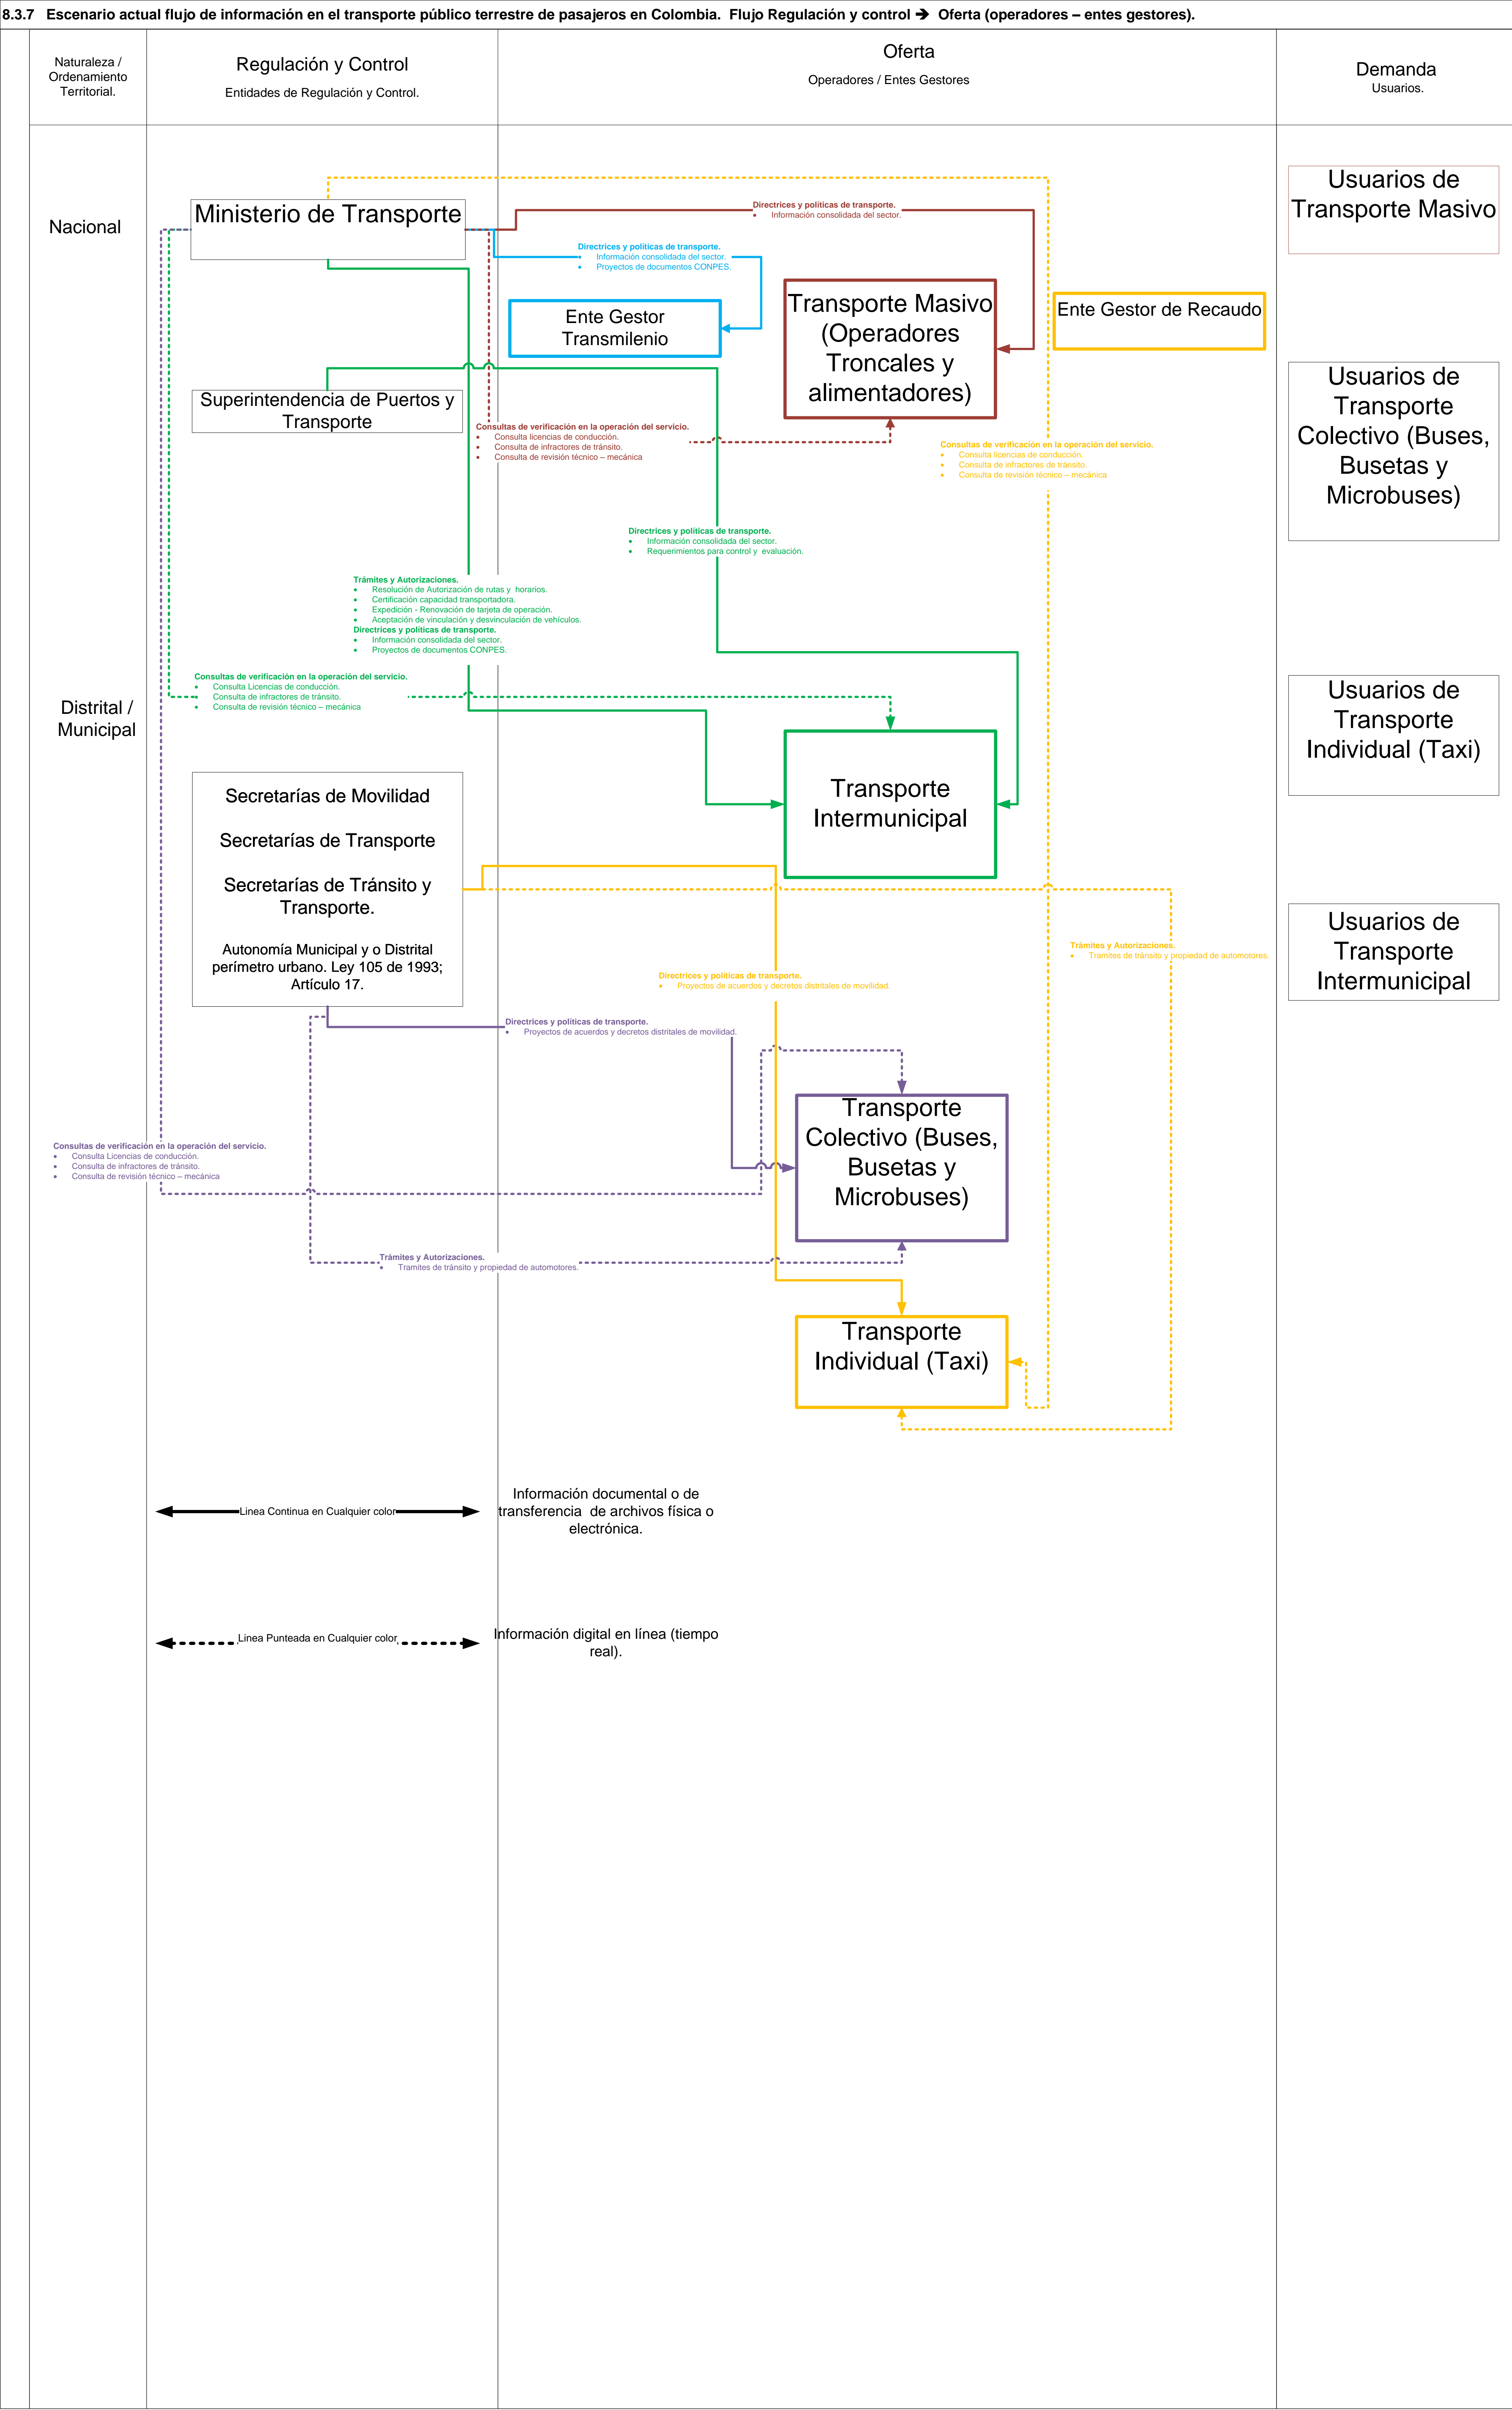 8.3.7 Escenario actual flujo de información en el transporte público terrestre de pasajeros en Colombia. Flujo Regulación y control ➔ Oferta (operadores – entes gestores).
Naturaleza /
Ordenamiento
Territorial.
Regulación y Control
Entidades de Regulación y Control.
Oferta
Operadores / Entes Gestores
Demanda
Usuarios.
Nacional
Ministerio de Transporte
Directrices y políticas de transporte.
• Información consolidada del sector.
Directrices y políticas de transporte.
• Información consolidada del sector.
• Proyectos de documentos CONPES.
Usuarios de
Transporte Masivo
Ente Gestor
Transmilenio
Transporte Masivo
(Operadores
Troncales y
alimentadores)
Ente Gestor de Recaudo
Superintendencia de Puertos y
Transporte
Usuarios de
Transporte
Colectivo (Buses,
Busetas y
Microbuses)
Consultas de verificación en la operación del servicio.
• Consulta licencias de conducción.
• Consulta de infractores de tránsito.
• Consulta de revisión técnico – mecánica
Consultas de verificación en la operación del servicio.
• Consulta licencias de conducción.
• Consulta de infractores de tránsito.
• Consulta de revisión técnico – mecánica
Directrices y políticas de transporte.
• Información consolidada del sector.
• Requerimientos para control y evaluación.
Trámites y Autorizaciones.
• Resolución de Autorización de rutas y horarios.
• Certificación capacidad transportadora.
• Expedición - Renovación de tarjeta de operación.
• Aceptación de vinculación y desvinculación de vehículos.
Directrices y políticas de transporte.
• Información consolidada del sector.
• Proyectos de documentos CONPES.
Consultas de verificación en la operación del servicio.
• Consulta Licencias de conducción.
• Consulta de infractores de tránsito.
• Consulta de revisión técnico – mecánica
Distrital /
Municipal
Usuarios de
Transporte
Individual (Taxi)
Transporte
Intermunicipal
Secretarías de Movilidad
Secretarías de Transporte
Secretarías de Tránsito y
Transporte.
Autonomía Municipal y o Distrital
perímetro urbano. Ley 105 de 1993;
Artículo 17.
Usuarios de
Transporte
Intermunicipal
Trámites y Autorizaciones.
• Tramites de tránsito y propiedad de automotores.
Directrices y políticas de transporte.
• Proyectos de acuerdos y decretos distritales de movilidad.
Directrices y políticas de transporte.
• Proyectos de acuerdos y decretos distritales de movilidad.
Transporte
Colectivo (Buses,
Busetas y
Microbuses)
Consultas de verificación en la operación del servicio.
• Consulta Licencias de conducción.
• Consulta de infractores de tránsito.
• Consulta de revisión técnico – mecánica
Trámites y Autorizaciones.
• Tramites de tránsito y propiedad de automotores.
Transporte
Individual (Taxi)
Linea Continua en Cualquier color
Información documental o de
transferencia de archivos física o
electrónica.
Linea Punteada en Cualquier color
Información digital en línea (tiempo
real).